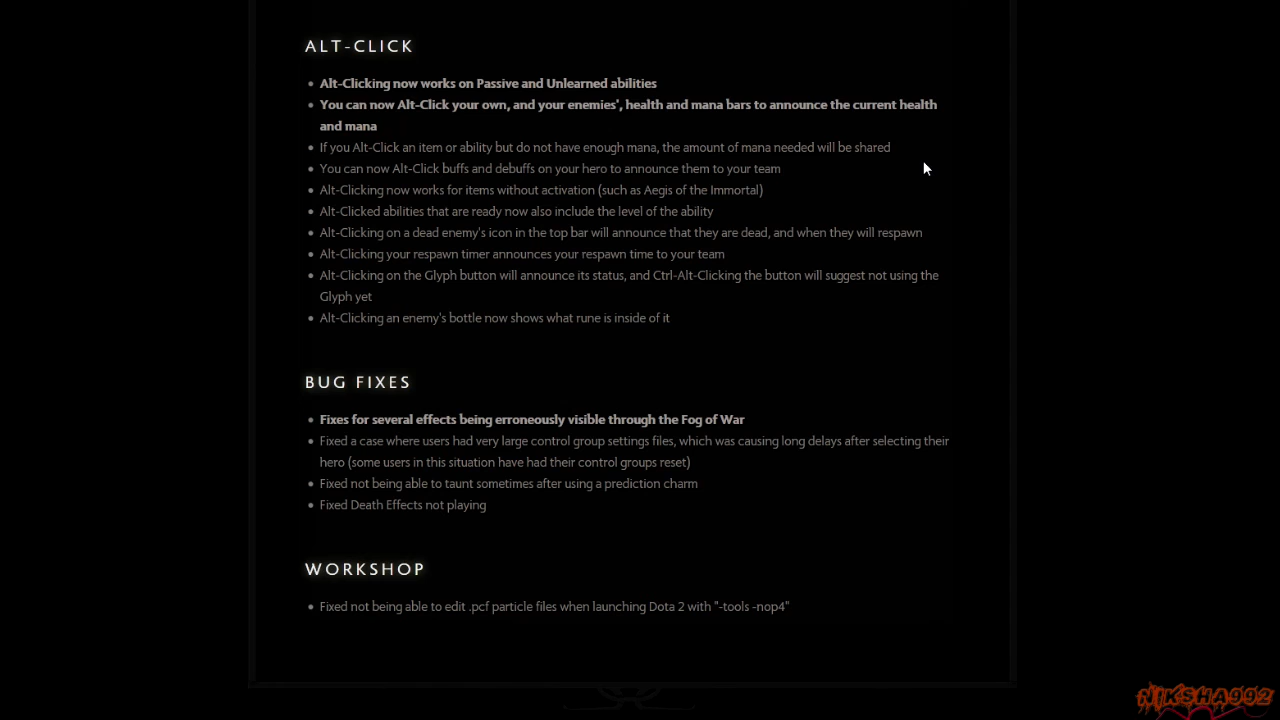 ALT-CLICK
• Alt-Clicking now works on Passive and Unlearned abilities
• You can now Alt-Click your own, and your enemies', health and mana bars to announce the current health
and mana
• If you Alt-Click an item or ability but do not have enough mana, the amount of mana needed will be shared
• You can now Alt-Click buffs and debuffs on your hero to announce them to your team
• Alt-Clicking now works for items without activation (such as Aegis of the Immortal)
• Alt-Clicked abilities that are ready now also include the level of the ability
• Alt-Clicking on a dead enemy's icon in the top bar will announce that they are dead, and when they will respawn
• Alt-Clicking your respawn timer announces your respawn time to your team
• Alt-Clicking on the Glyph button will announce its status, and Ctrl-Alt-Clicking the button will suggest not using the
Glyph yet
• Alt-Clicking an enemy's bottle now shows what rune is inside of it
BUG FIXES
• Fixes for several effects being erroneously visible through the Fog of War
• Fixed a case where users had very large control group settings files, which was causing long delays after selecting their
hero (some users in this situation have had their control groups reset)
• Fixed not being able to taunt sometimes after using a prediction charm
• Fixed Death Effects not playing
WORKSHOP
• Fixed not being able to edit .pcf particle files when launching Dota 2 with "-tools -nop4"
NIKSHA992